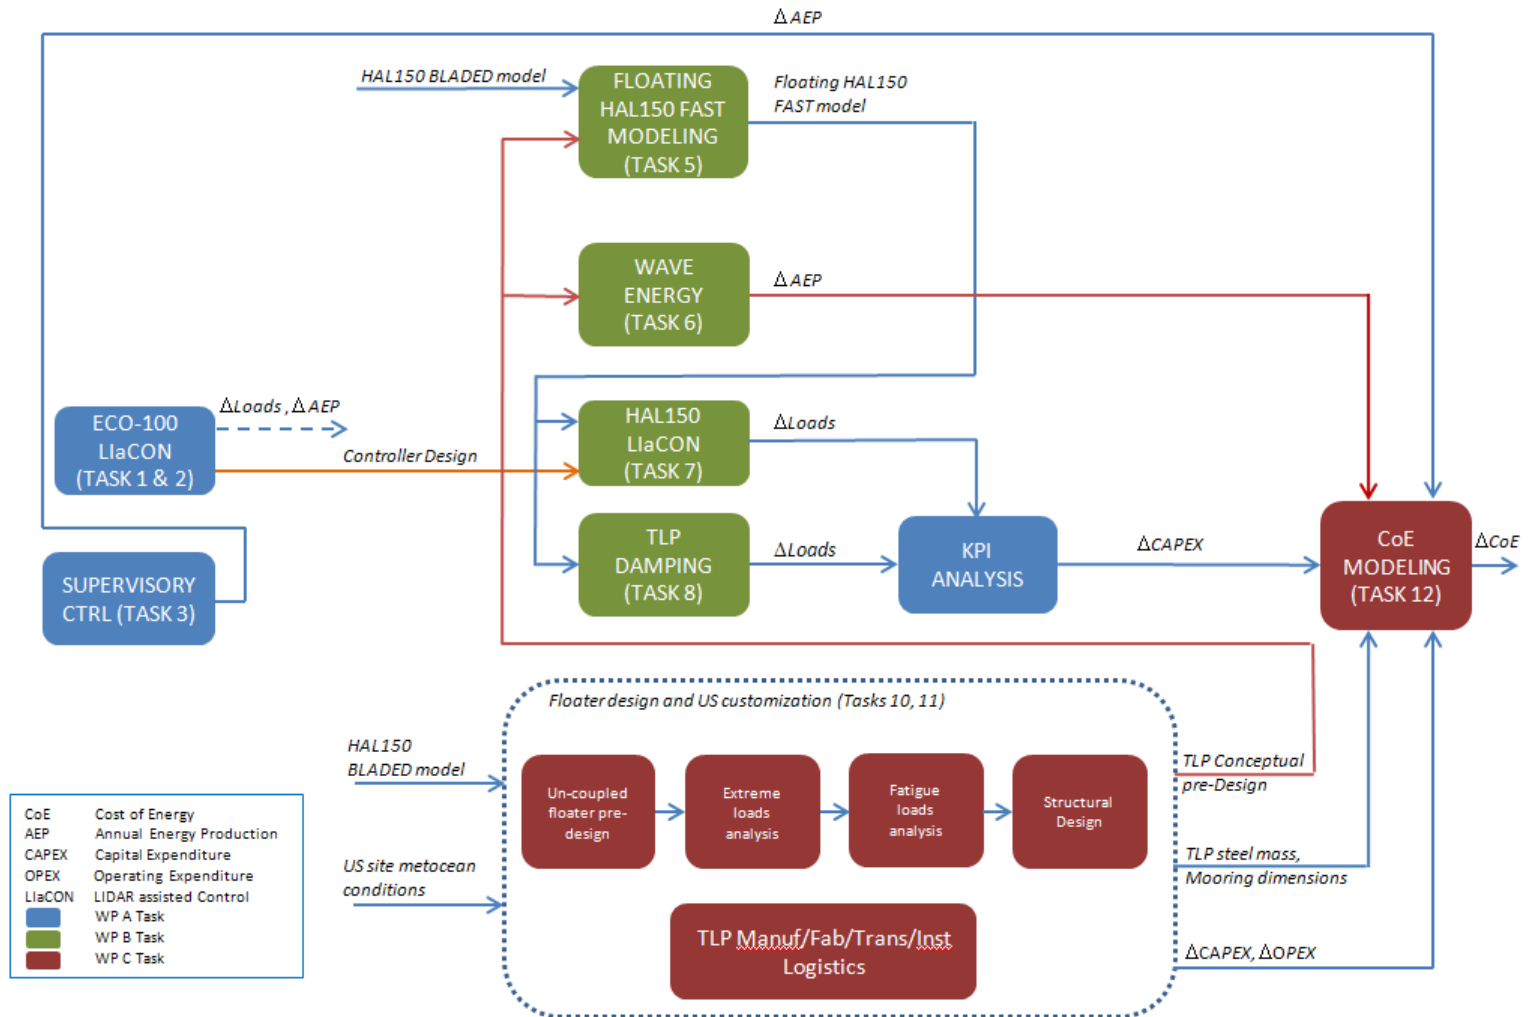 Δ AEP
HAL150 BLADED model
FLOATING
HAL150 FAST
MODELING
(TASK 5)
Floating HAL150
FAST model
WAVE
ENERGY
(TASK 6)
Δ AEP
ECO-100
LIaCON
(TASK 1 & 2)
ΔLoads , Δ AEP
Controller Design
HAL150
LIaCON
(TASK 7)
ΔLoads
SUPERVISORY
CTRL (TASK 3)
TLP
DAMPING
(TASK 8)
ΔLoads
KPI
ANALYSIS
ΔCAPEX
CoE
MODELING
(TASK 12)
ΔCoE
Floater design and US customization (Tasks 10, 11)
HAL150
BLADED model
US site metocean
conditions
Un-coupled
floater pre-
design
Extreme
loads
analysis
Fatigue
loads
analysis
Structural
Design
TLP Manuf/Fab/Trans/Inst
Logistics
TLP Conceptual
pre-Design
TLP steel mass,
Mooring dimensions
ΔCAPEX, ΔOPEX
CoE Cost of Energy
AEP Annual Energy Production
CAPEX Capital Expenditure
OPEX Operating Expenditure
LIaCON LIDAR assisted Control
WP A Task
WP B Task
WP C Task